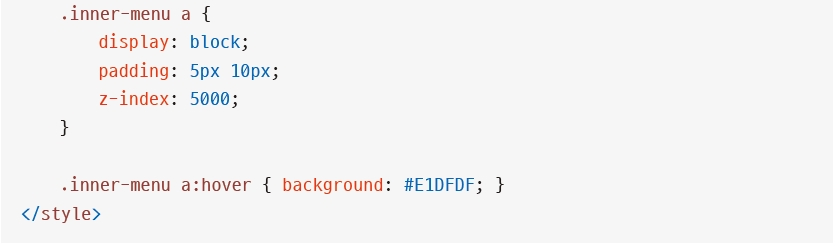 .inner-menu a {
display: block;
padding: 5px 10px;
z-index: 5000;
}
.inner-menu a:hover { background: #E1DFDF; }
</style>